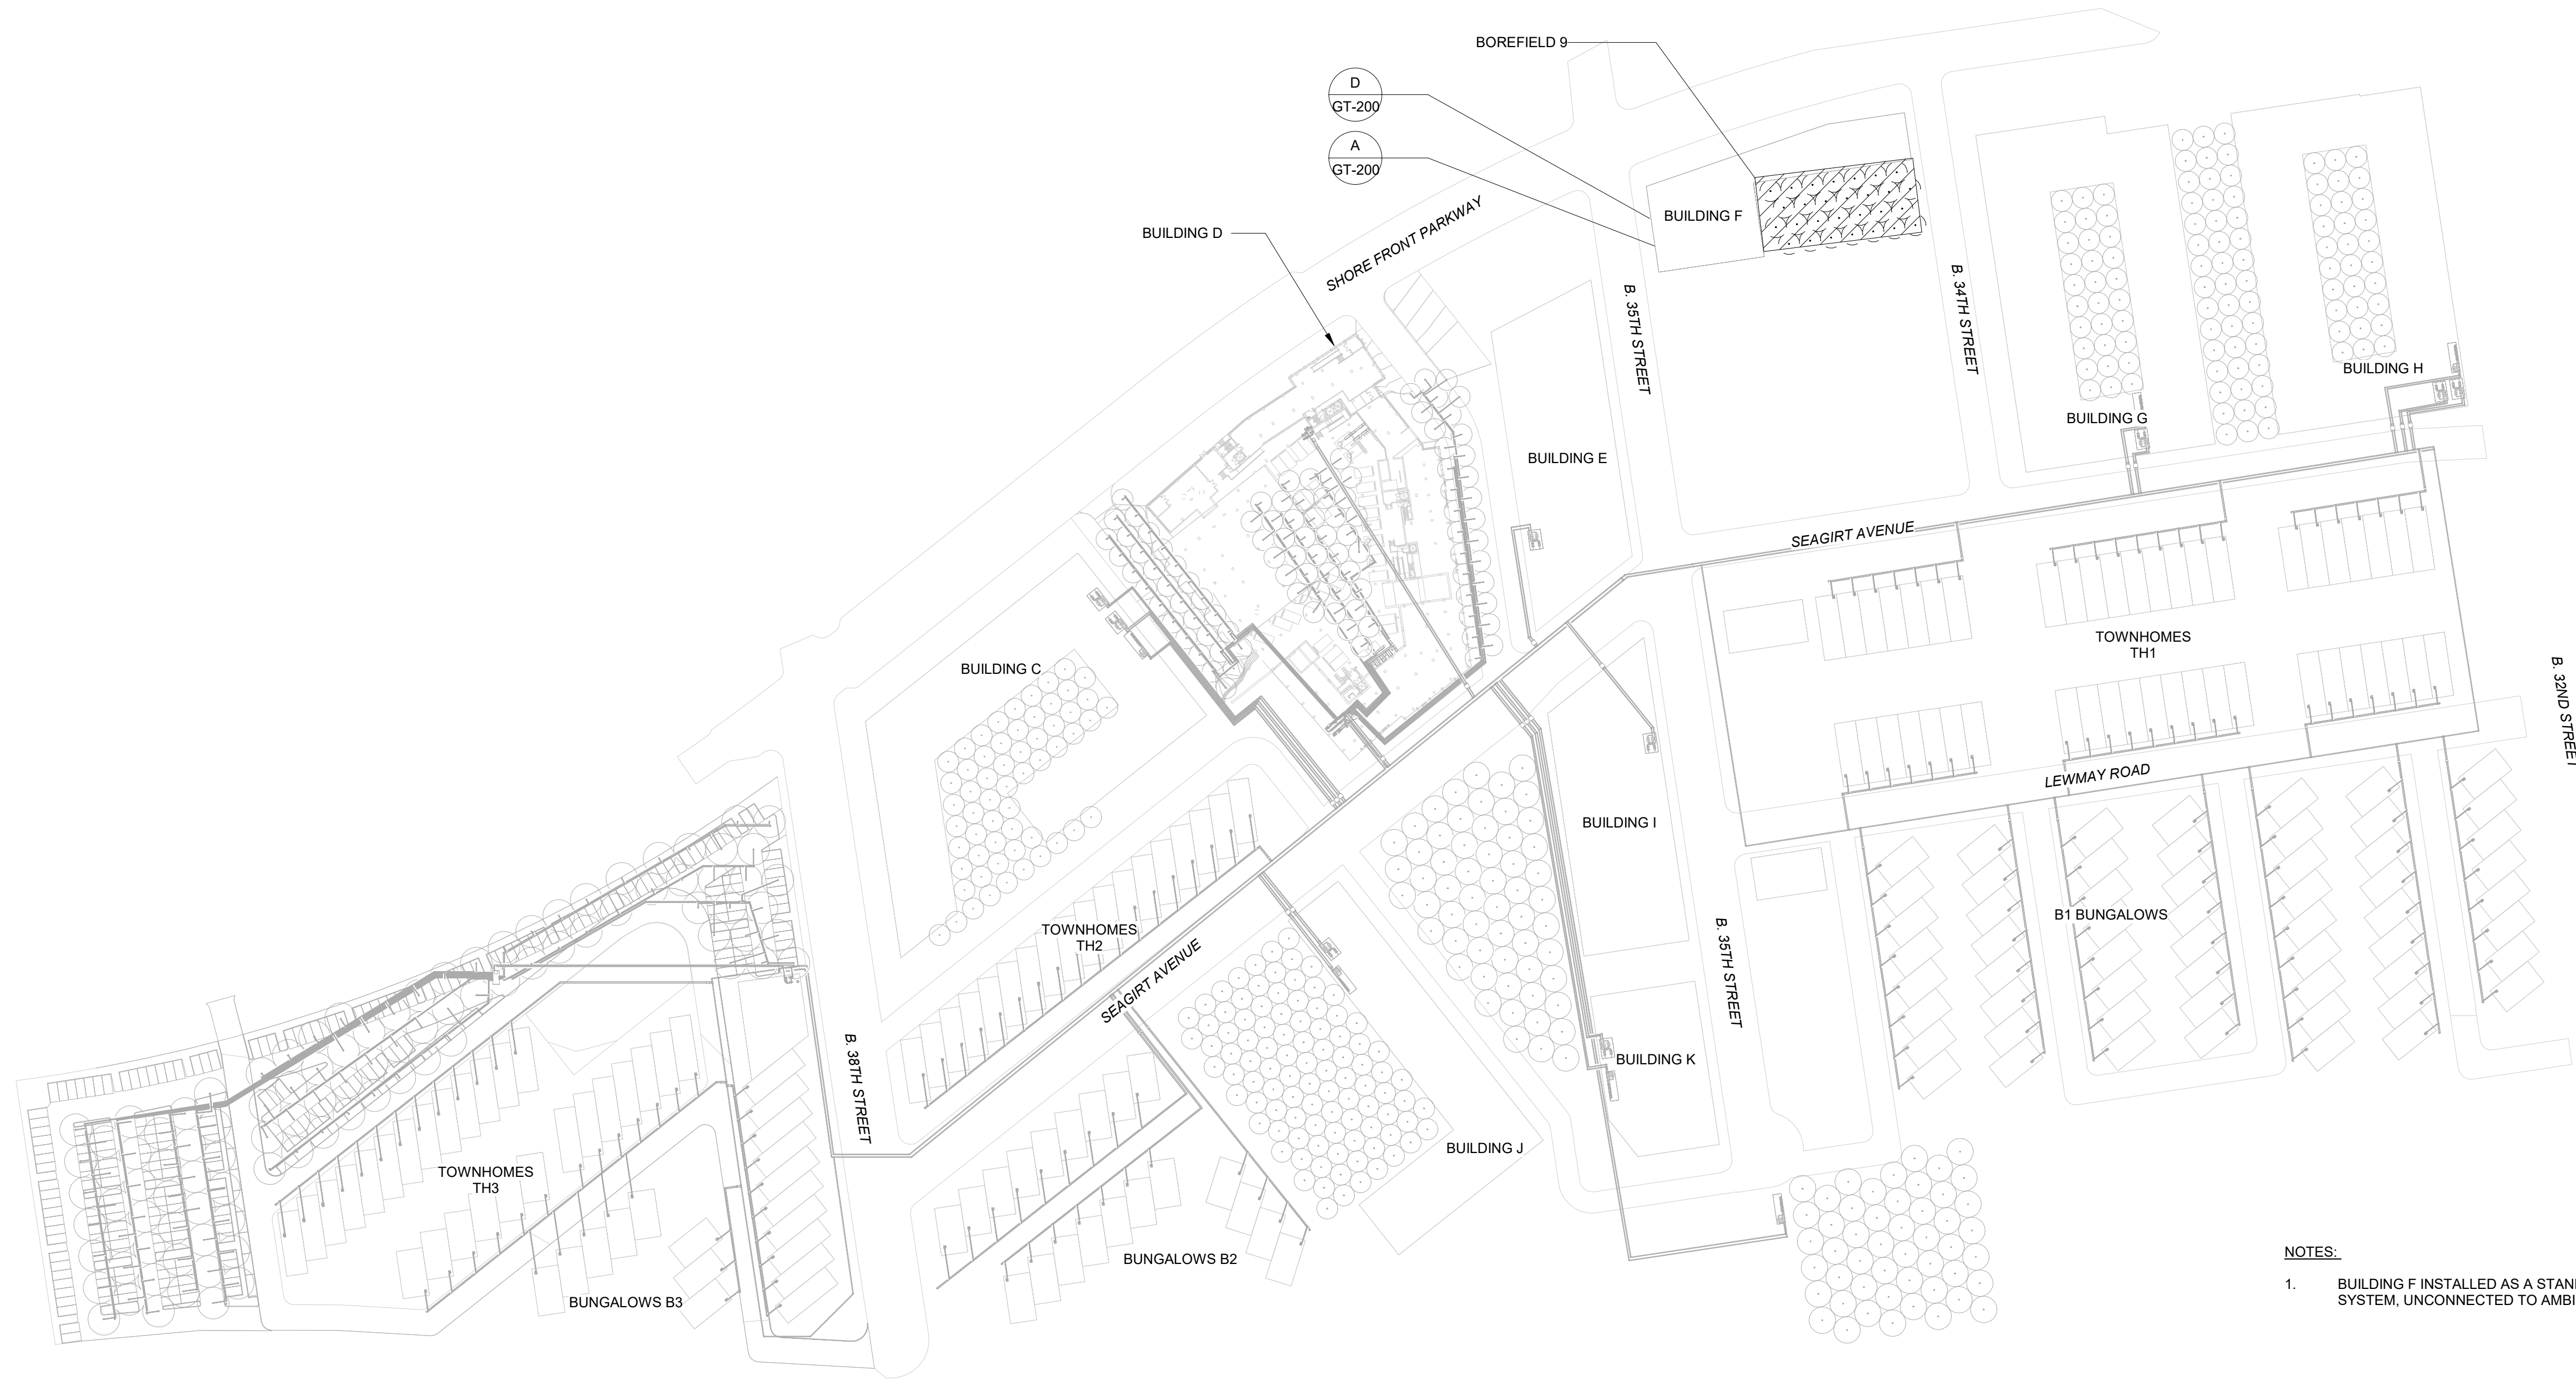 BOREFIELD 9
D
GT-200
A
GT-200
BUILDING F
BUILDING D
SHORE FRONT PARKWAY
B. 35TH STREET
B. 34TH STREET
BUILDING H
BUILDING G
BUILDING E
SEAGIRT AVENUE
TOWNHOMES
TH1
B. 32ND STREET
BUILDING C
LEWMAY ROAD
BUILDING I
B1 BUNGALOWS
TOWNHOMES
TH2
SEAGIRT AVENUE
B. 35TH STREET
B. 38TH STREET
BUILDING K
BUILDING J
TOWNHOMES
TH3
BUNGALOWS B2
BUNGALOWS B3
NOTES:
1. BUILDING F INSTALLED AS A STAN
SYSTEM, UNCONNECTED TO AMBI